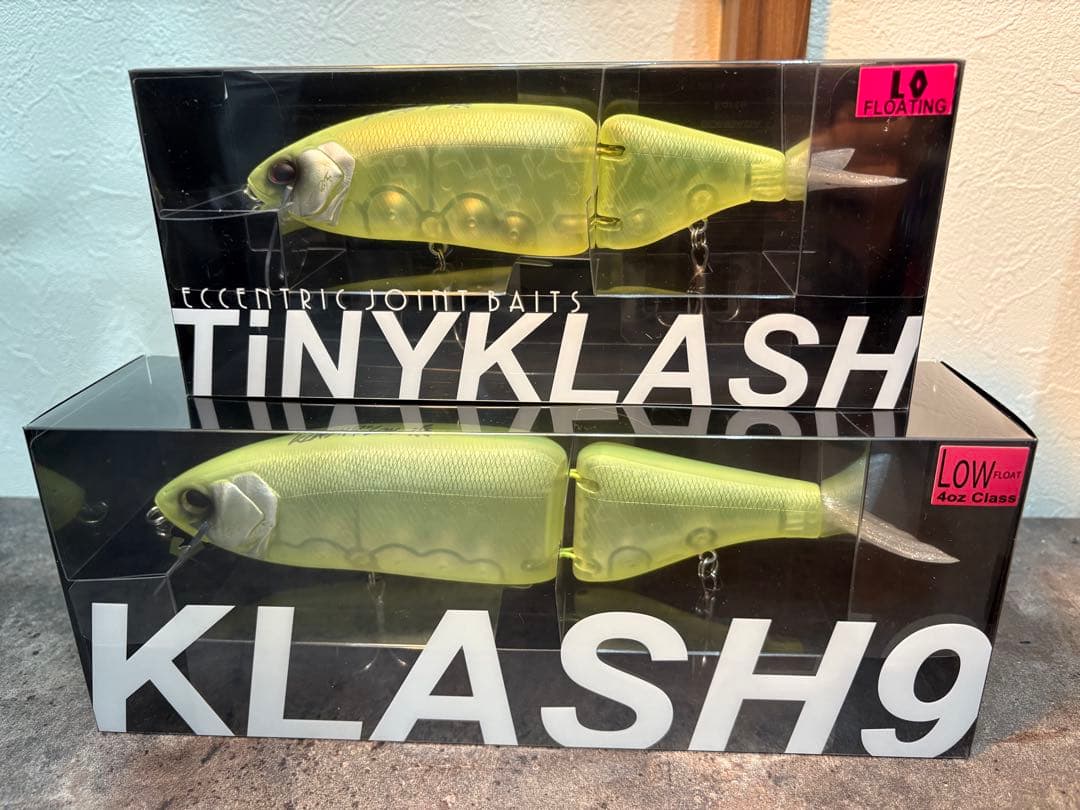 LO
FLOATING
ECCENTRIC JOINT BAITS
TiNYKLASH
LOW FLOAT
4oz Class
KLASH9